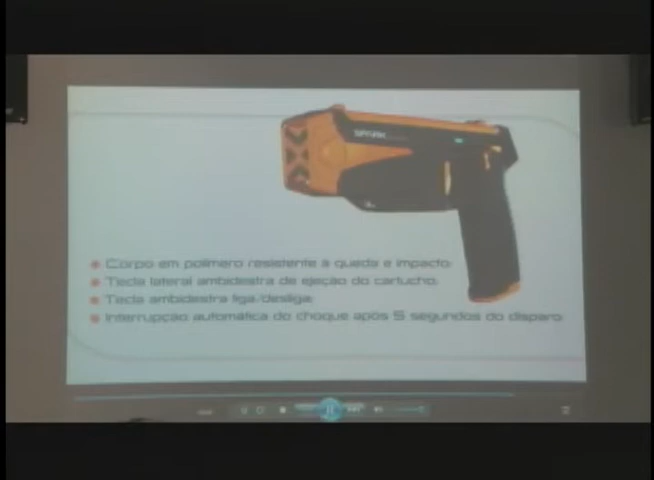 SPARK
Corpo em polímero resistente à queda e impacto;
Tecla lateral ambidestra de ejeção do cartucho;
Tecla ambidestra liga/desliga;
Interrupção automática do choque após 5 segundos do disparo.